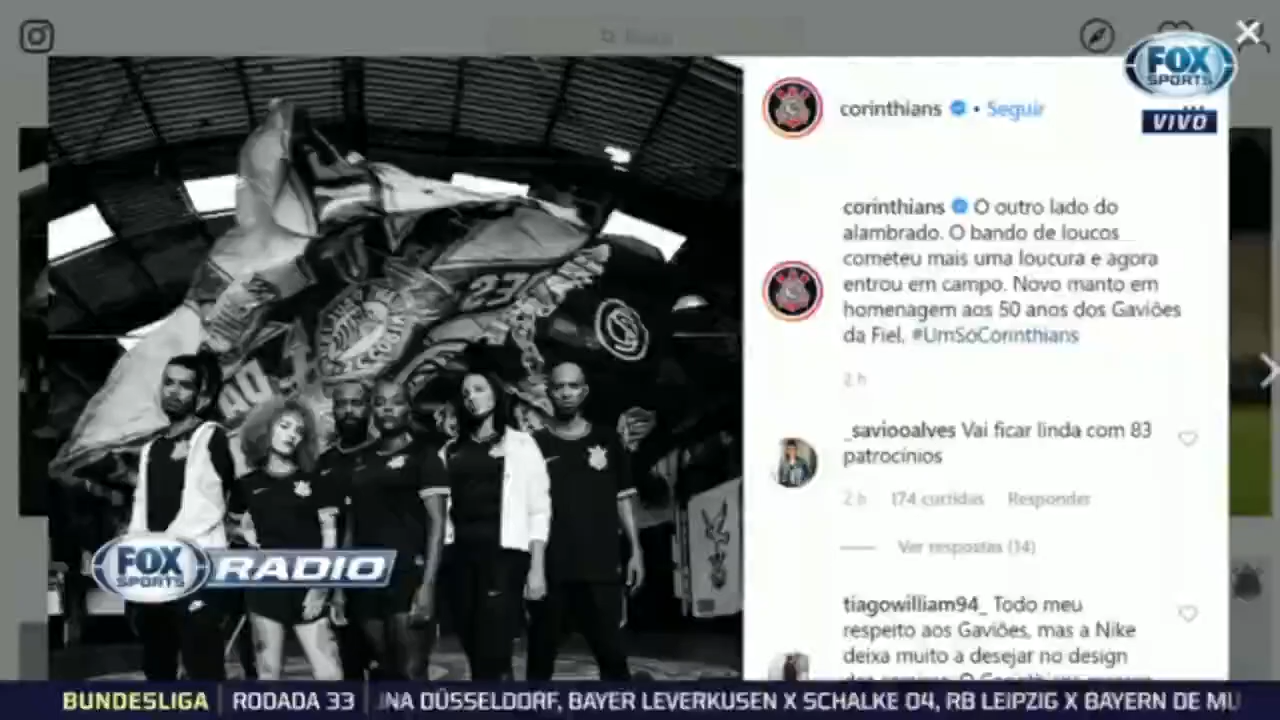 FOX
SPORTS
VIVO
corinthians • Seguir
corinthians O outro lado do
alambrado. O bando de loucos
cometeu mais uma loucura e agora
entrou em campo. Novo manto em
homenagem aos 50 anos dos Gaviões
da Fiel. #UmSóCorinthians
2 h
_saviooalves Vai ficar linda com 83
patrocínios
2 h 174 curtidas Responder
Ver respostas (14)
tiagowilliam94_ Todo meu
respeito aos Gaviões, mas a Nike
deixa muito a desejar no design
23
FOX
SPORTS
RADIO
BUNDESLIGA RODADA 33 NA DÜSSELDORF, BAYER LEVERKUSEN X SCHALKE 04, RB LEIPZIG X BAYERN DE MU